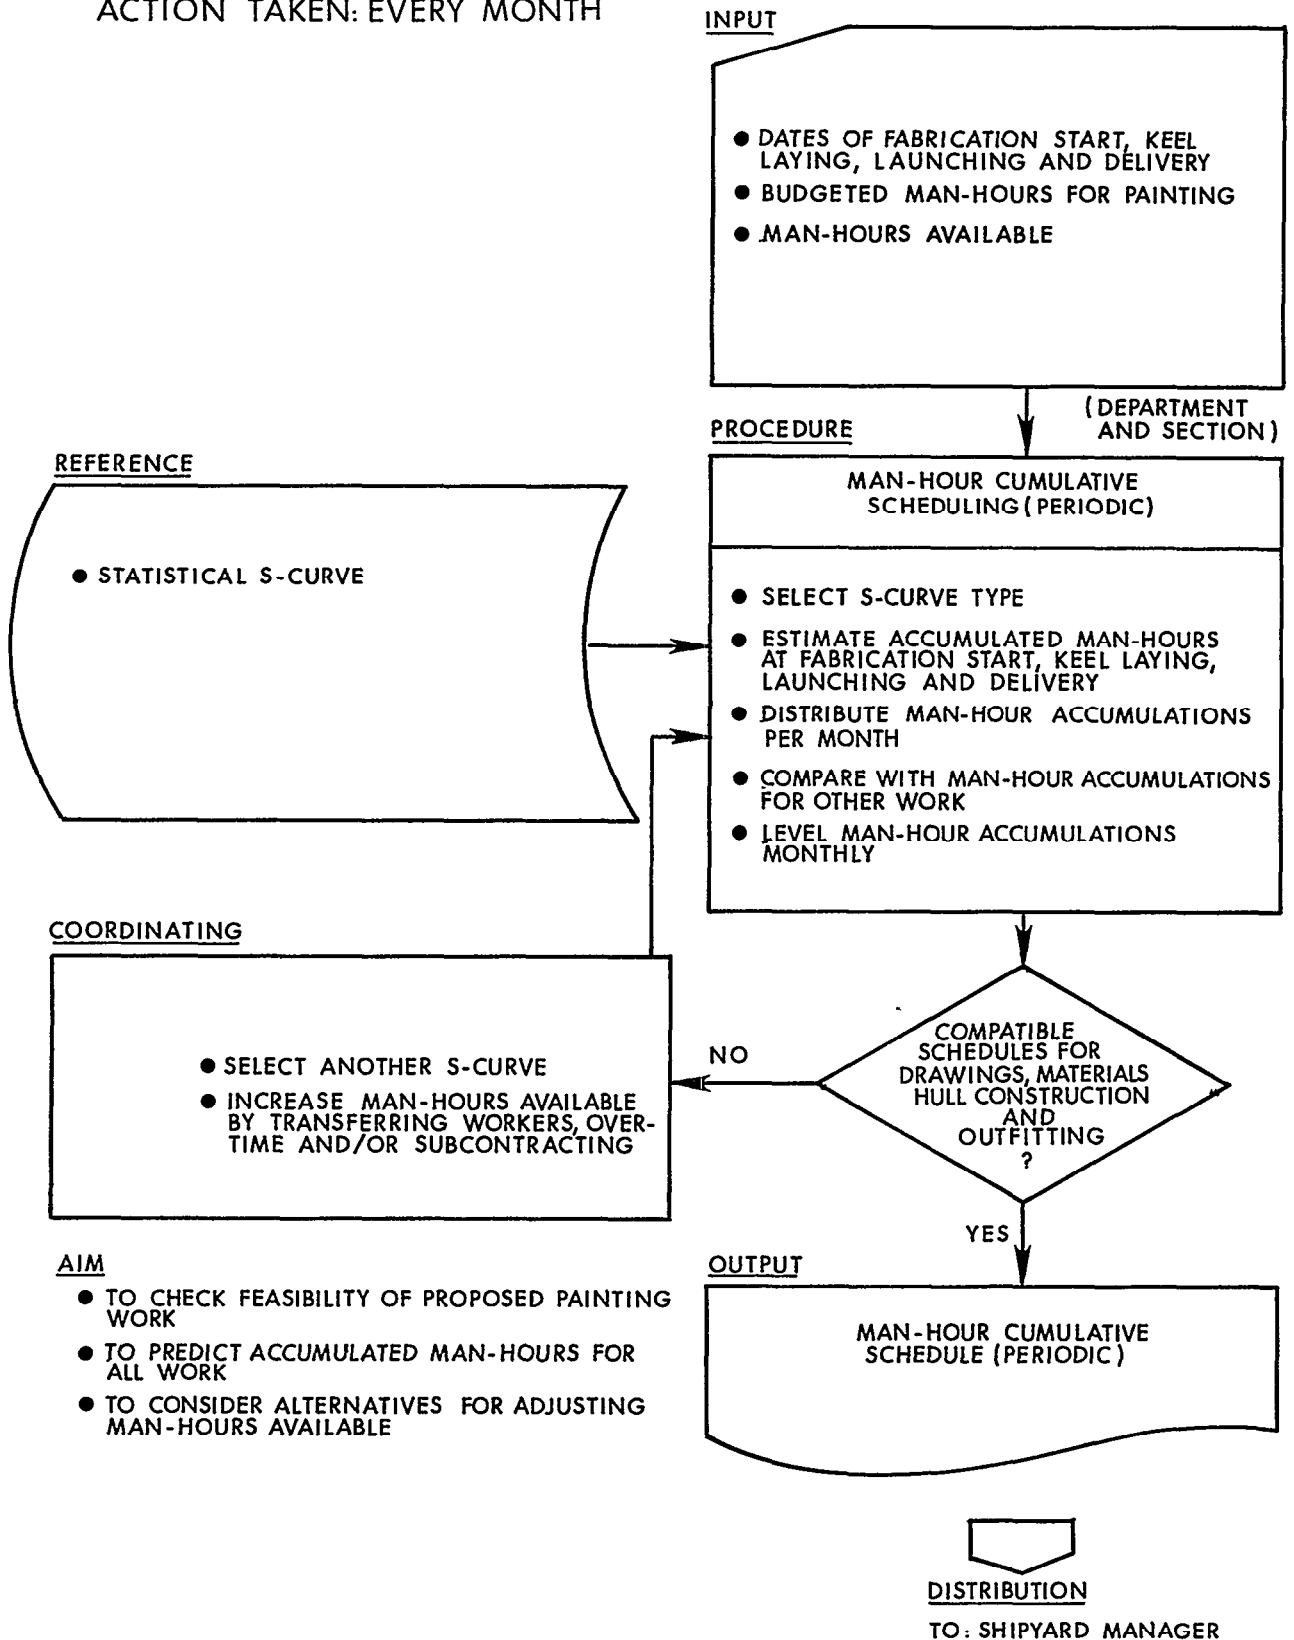 ACTION TAKEN: EVERY MONTH
INPUT
● DATES OF FABRICATION START, KEEL
LAYING, LAUNCHING AND DELIVERY
● BUDGETED MAN-HOURS FOR PAINTING
● MAN-HOURS AVAILABLE
(DEPARTMENT
AND SECTION)
PROCEDURE
MAN-HOUR CUMULATIVE
SCHEDULING (PERIODIC)
● SELECT S-CURVE TYPE
● ESTIMATE ACCUMULATED MAN-HOURS
AT FABRICATION START, KEEL LAYING,
LAUNCHING AND DELIVERY
● DISTRIBUTE MAN-HOUR ACCUMULATIONS
PER MONTH
● COMPARE WITH MAN-HOUR ACCUMULATIONS
FOR OTHER WORK
● LEVEL MAN-HOUR ACCUMULATIONS
MONTHLY
REFERENCE
● STATISTICAL S-CURVE
COORDINATING
● SELECT ANOTHER S-CURVE
● INCREASE MAN-HOURS AVAILABLE
BY TRANSFERRING WORKERS, OVER-
TIME AND/OR SUBCONTRACTING
NO
COMPATIBLE
SCHEDULES FOR
DRAWINGS, MATERIALS
HULL CONSTRUCTION
AND
OUTFITTING
?
YES
AIM
● TO CHECK FEASIBILITY OF PROPOSED PAINTING
WORK
● TO PREDICT ACCUMULATED MAN-HOURS FOR
ALL WORK
● TO CONSIDER ALTERNATIVES FOR ADJUSTING
MAN-HOURS AVAILABLE
OUTPUT
MAN-HOUR CUMULATIVE
SCHEDULE (PERIODIC)
DISTRIBUTION
TO: SHIPYARD MANAGER